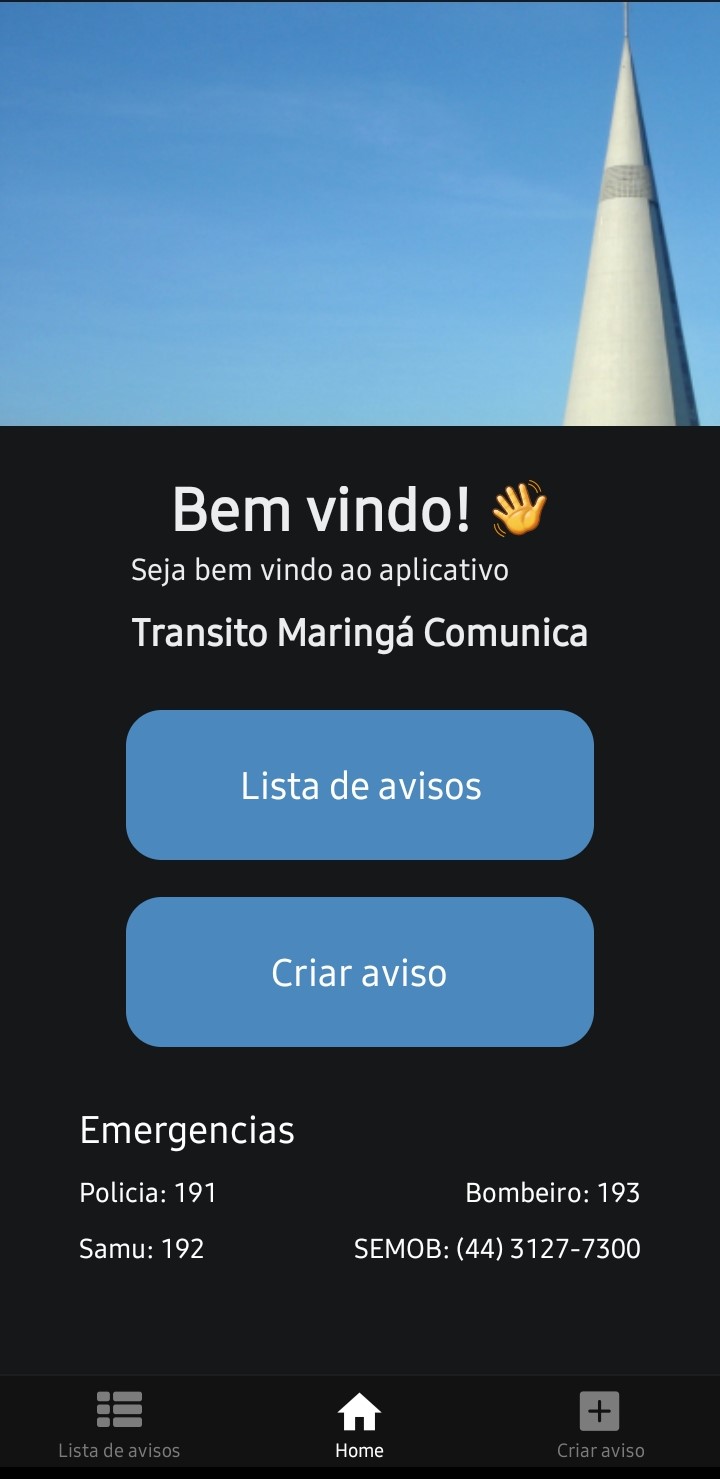 Bem vindo! 👋
Seja bem vindo ao aplicativo
Transito Maringá Comunica
Lista de avisos
Criar aviso
Emergencias
Policia: 191 Bombeiro: 193
Samu: 192 SEMOB: (44) 3127-7300
Lista de avisos Home Criar aviso